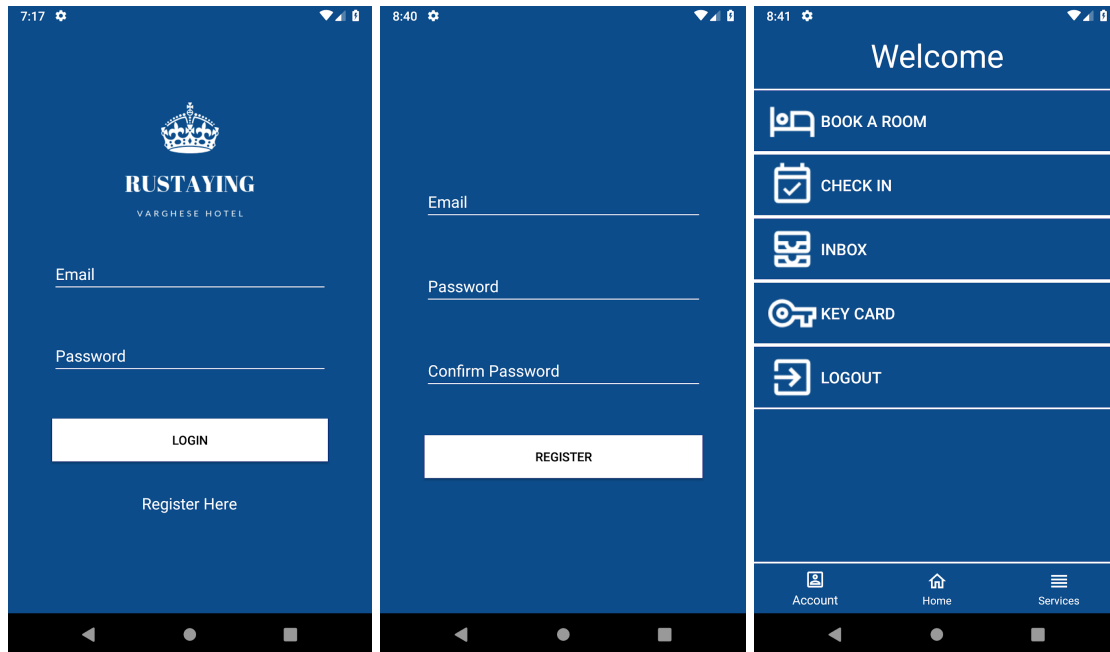 7:17
RUSTAYING
VARGHESE HOTEL
Email
Password
LOGIN
Register Here
8:40
Email
Password
Confirm Password
REGISTER
8:41
Welcome
BOOK A ROOM
CHECK IN
INBOX
KEY CARD
LOGOUT
Account Home Services